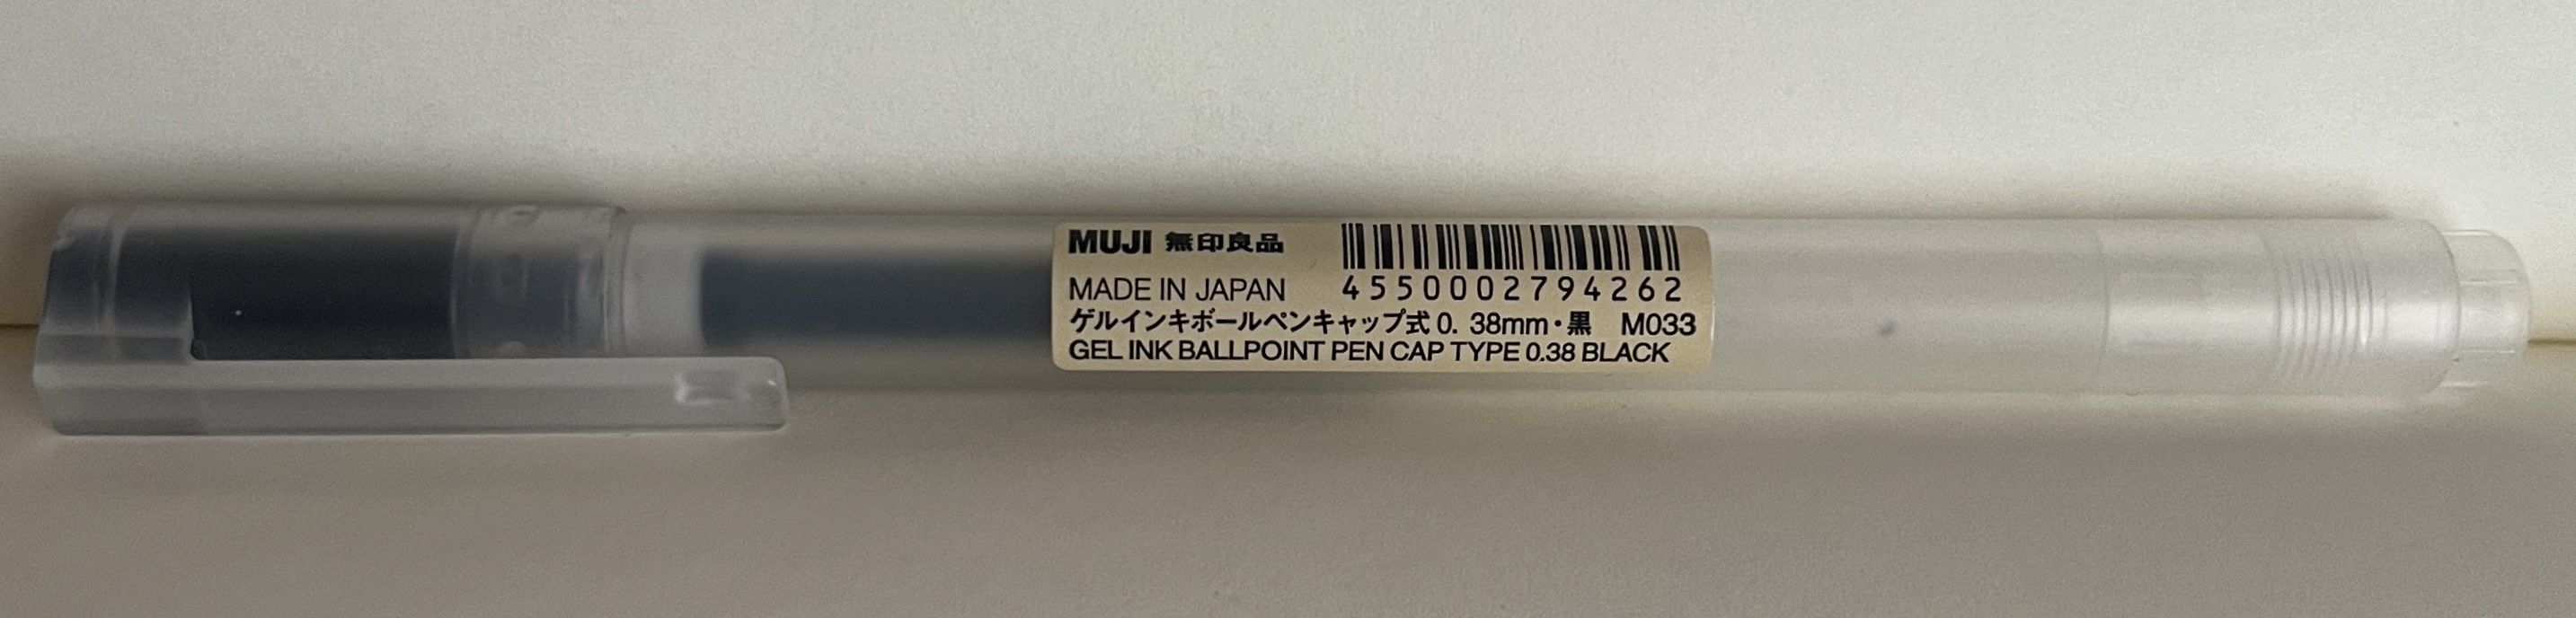 MUJI 無印良品
MADE IN JAPAN 4550002794262
ゲルインキボールペンキャップ式 0. 38mm・黒 M033
GEL INK BALLPOINT PEN CAP TYPE 0.38 BLACK